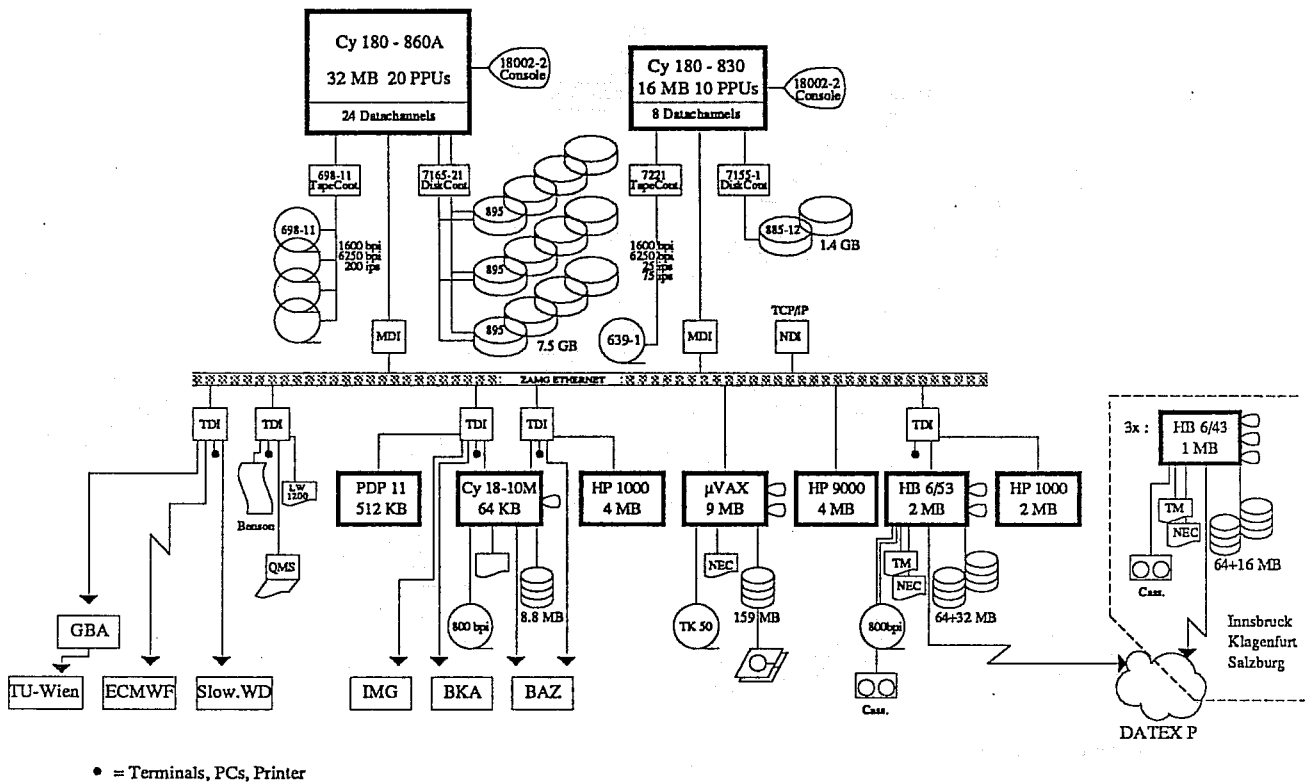 Cy 180 - 860A
32 MB 20 PPUs
24 Datachannels
18002-2
Console
Cy 180 - 830
16 MB 10 PPUs
8 Datachannels
18002-2
Console
698-11
TapeCont.
7165-21
DiskCont.
7221
TapeCont.
7155-1
DiskCont.
698-11
1600 bpi
6250 bpi
200 ips
895
895
895
7.5 GB
1600 bpi
6250 bpi
25 ips
75 ips
885-12
1.4 GB
639-1
MDI
MDI
TCP/IP
NDI
ZAMG ETHERNET
TDI
TDI
TDI
TDI
TDI
Benson
LW
1200
QMS
PDP 11
512 KB
Cy 18-10M
64 KB
HP 1000
4 MB
µVAX
9 MB
HP 9000
4 MB
HB 6/53
2 MB
HP 1000
2 MB
3x :
HB 6/43
1 MB
800 bpi
8.8 MB
NEC
TK 50
159 MB
TM
NEC
800bpi
64+32 MB
Cass.
TM
NEC
Cass.
64+16 MB
GBA
TU-Wien
ECMWF
Slow.WD
IMG
BKA
BAZ
Innsbruck
Klagenfurt
Salzburg
DATEX P
● = Terminals, PCs, Printer